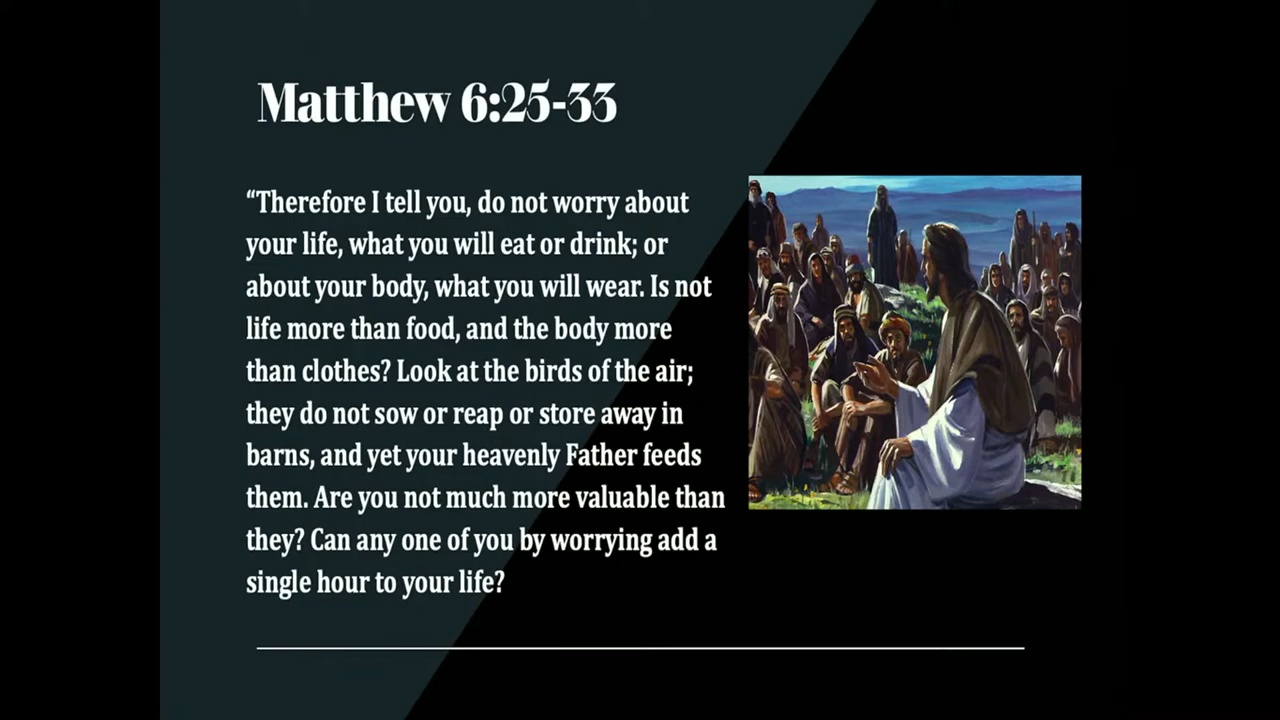 Matthew 6:25-33
“Therefore I tell you, do not worry about
your life, what you will eat or drink; or
about your body, what you will wear. Is not
life more than food, and the body more
than clothes? Look at the birds of the air;
they do not sow or reap or store away in
barns, and yet your heavenly Father feeds
them. Are you not much more valuable than
they? Can any one of you by worrying add a
single hour to your life?